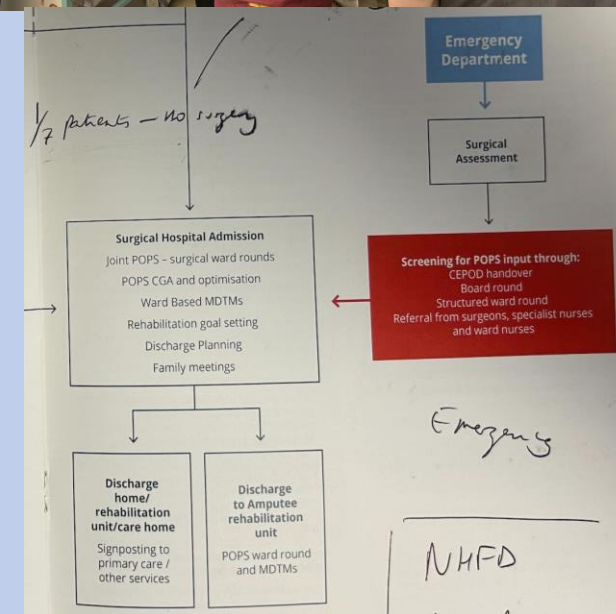 Emergency
Department
1/7 patients – no surgery
Surgical
Assessment
Surgical Hospital Admission
Joint POPS – surgical ward rounds
POPS CGA and optimisation
Ward Based MDTMs
Rehabilitation goal setting
Discharge Planning
Family meetings
Screening for POPS input through:
CEPOD handover
Board round
Structured ward round
Referral from surgeons, specialist nurses
and ward nurses
Emergency
Discharge
home/
rehabilitation
unit/care home
Signposting to
primary care /
other services
Discharge
to Amputee
rehabilitation
unit
POPS ward round
and MDTMs
NHFD